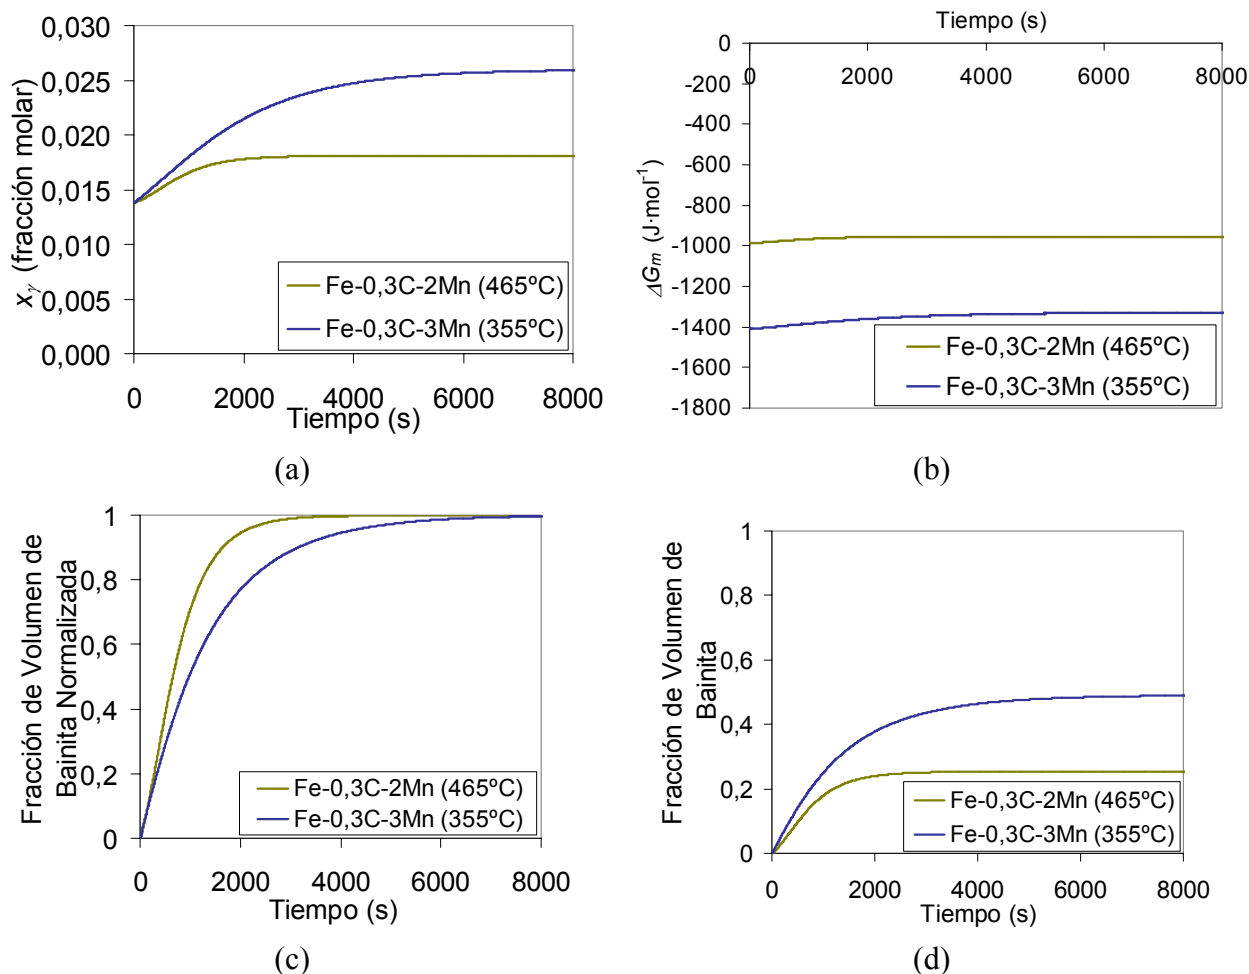 0,030
0,025
0,020
0,015
0,010
0,005
0,000
xγ (fracción molar)
Fe-0,3C-2Mn (465ºC)
Fe-0,3C-3Mn (355ºC)
0 2000 4000 6000 8000
Tiempo (s)
(a)
Tiempo (s)
0 2000 4000 6000 8000
0
-200
-400
-600
-800
-1000
-1200
-1400
-1600
-1800
ΔGm (J·mol-1)
Fe-0,3C-2Mn (465ºC)
Fe-0,3C-3Mn (355ºC)
(b)
Fracción de Volumen de
Bainita Normalizada
1
0,8
0,6
0,4
0,2
0
Fe-0,3C-2Mn (465ºC)
Fe-0,3C-3Mn (355ºC)
0 2000 4000 6000 8000
Tiempo (s)
(c)
Fracción de Volumen de
Bainita
1
0,8
0,6
0,4
0,2
0
Fe-0,3C-2Mn (465ºC)
Fe-0,3C-3Mn (355ºC)
0 2000 4000 6000 8000
Tiempo (s)
(d)